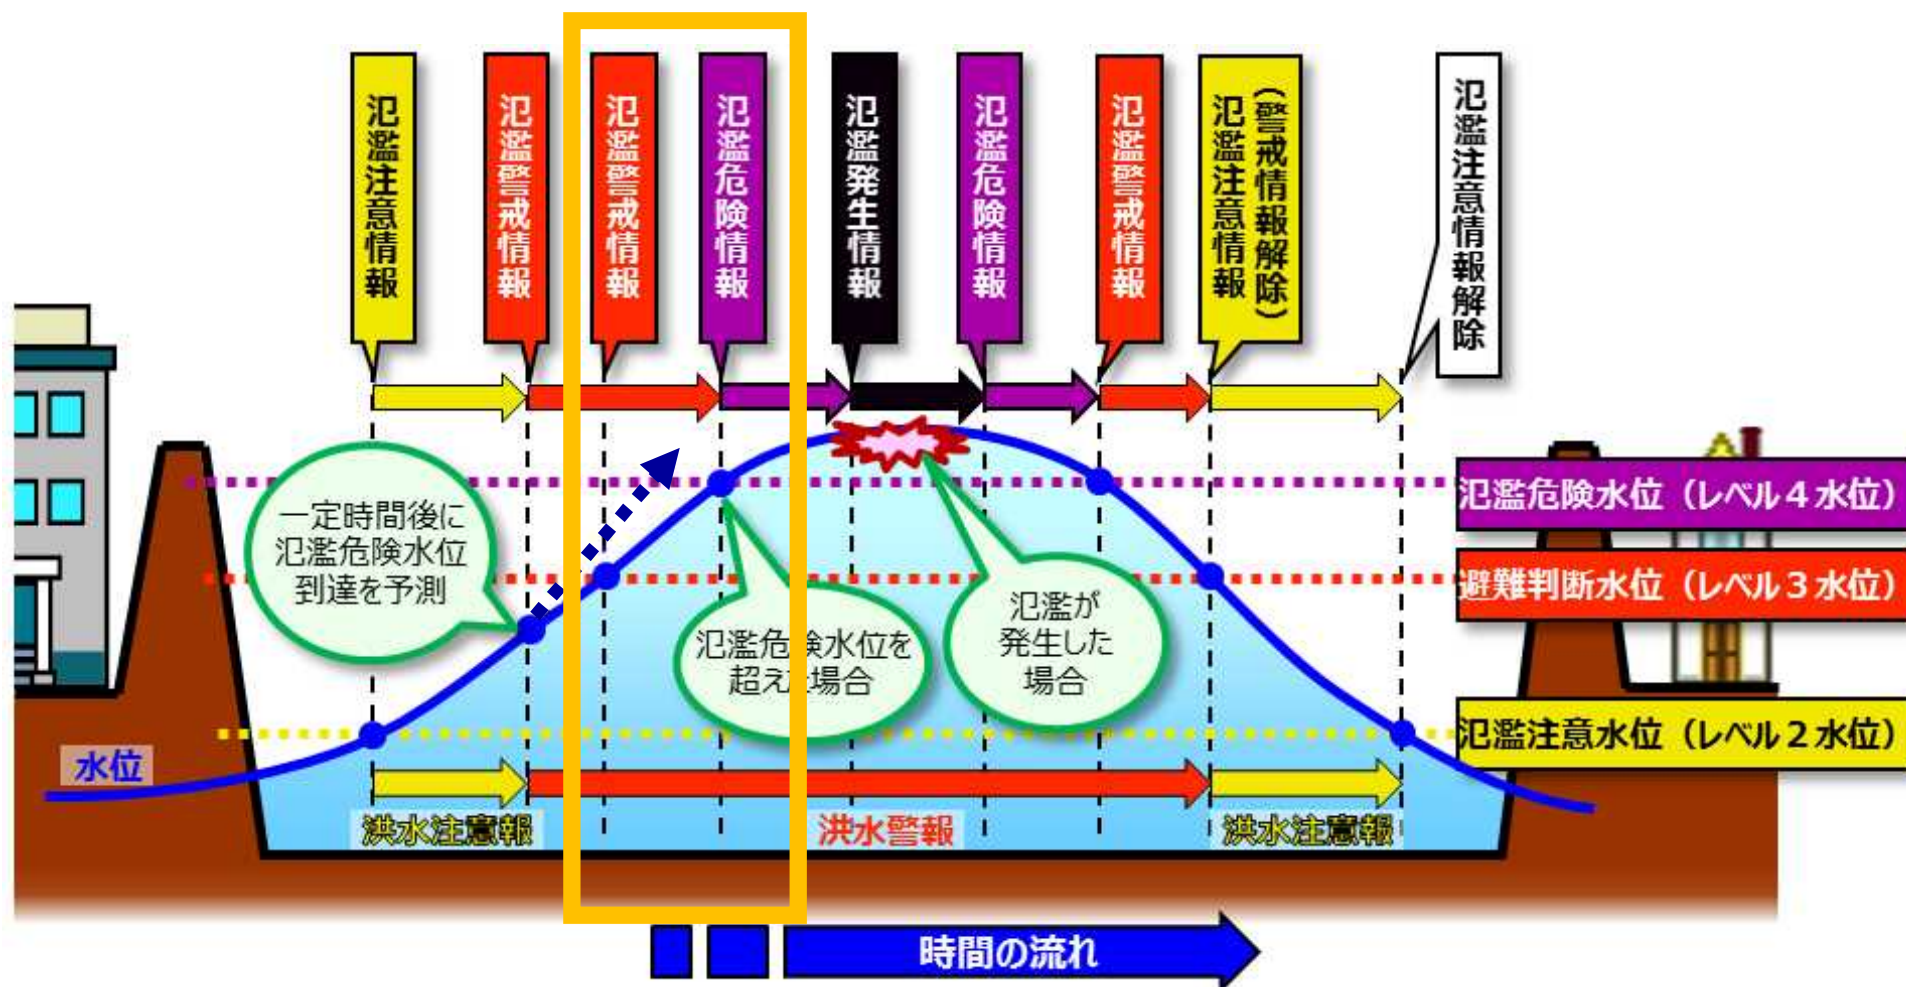 氾濫注意情報
氾濫警戒情報
氾濫警戒情報
氾濫危険情報
氾濫発生情報
氾濫危険情報
氾濫警戒情報
（警戒情報解除）
氾濫注意情報
氾濫注意情報解除
一定時間後に
氾濫危険水位
到達を予測
氾濫危険水位を
超えた場合
氾濫が
発生した
場合
氾濫危険水位（レベル４水位）
避難判断水位（レベル３水位）
氾濫注意水位（レベル２水位）
水位
洪水注意報
洪水警報
洪水注意報
時間の流れ